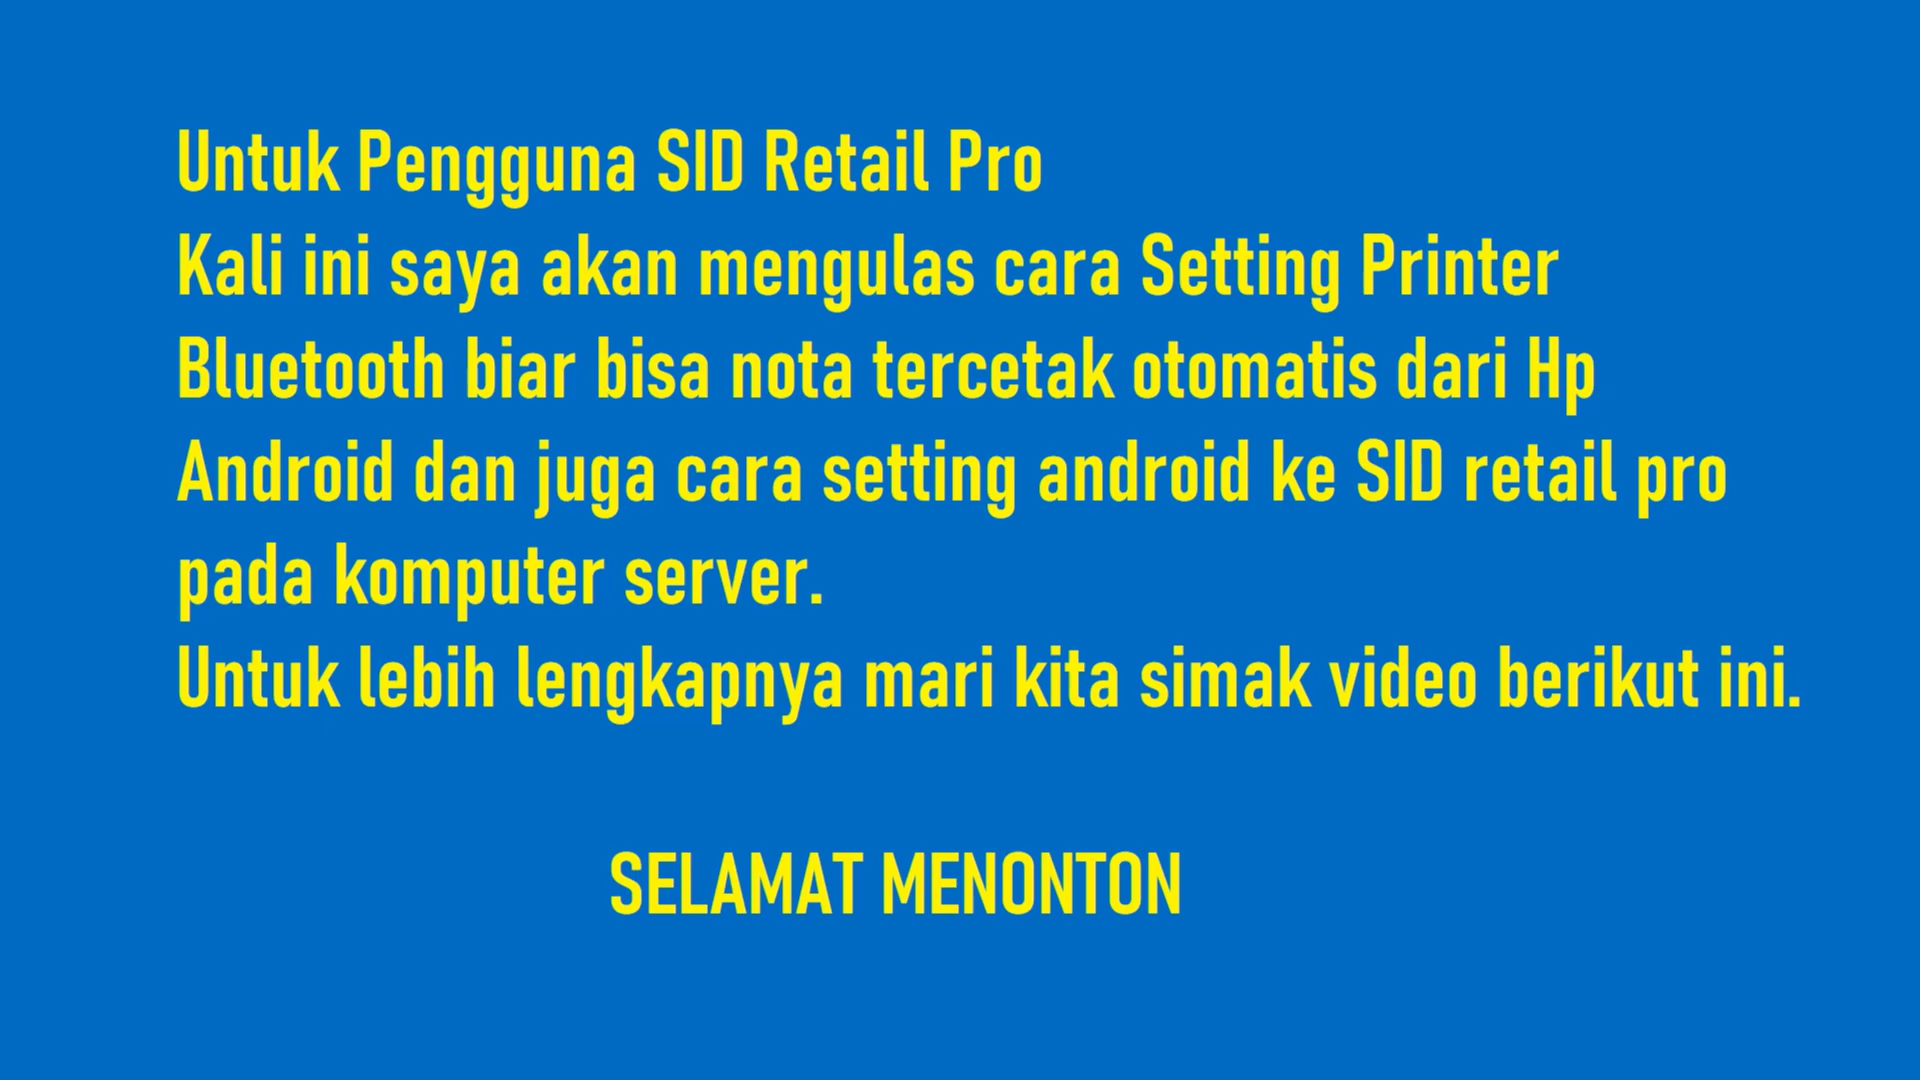 Untuk Pengguna SID Retail Pro
Kali ini saya akan mengulas cara Setting Printer
Bluetooth biar bisa nota tercetak otomatis dari Hp
Android dan juga cara setting android ke SID retail pro
pada komputer server.
Untuk lebih lengkapnya mari kita simak video berikut ini.
SELAMAT MENONTON